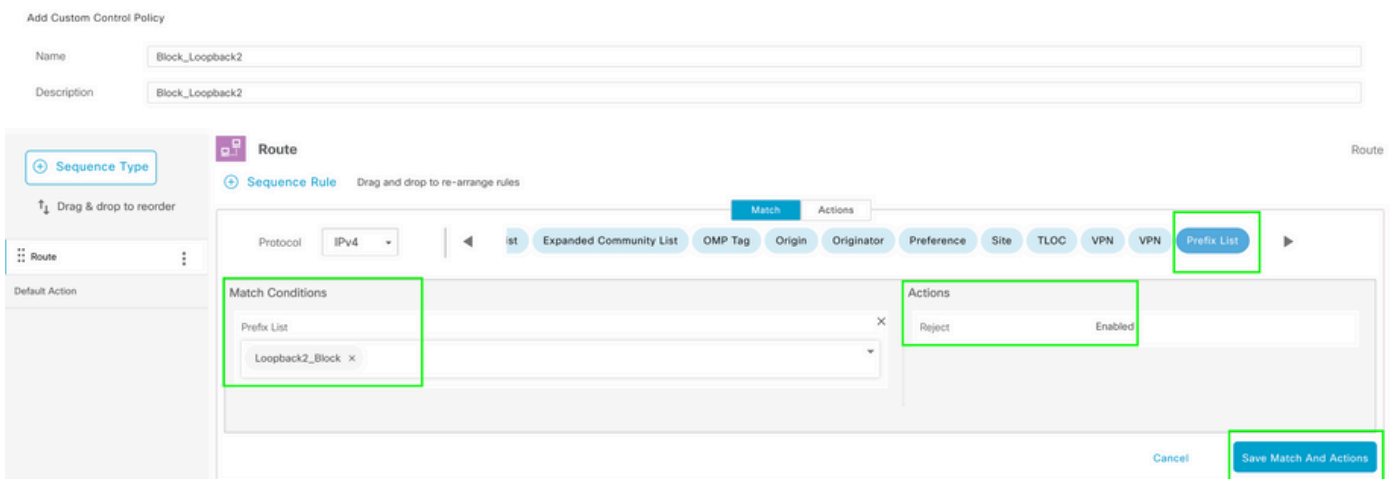 Add Custom Control Policy
Name
Block_Loopback2
Description
Block_Loopback2
Sequence Type
Drag & drop to reorder
Route
Default Action
Route
Route
Sequence Rule Drag and drop to re-arrange rules
Match Actions
Protocol IPv4 ist Expanded Community List OMP Tag Origin Originator Preference Site TLOC VPN VPN Prefix List
Match Conditions
Prefix List
Loopback2_Block ×
Actions
Reject Enabled
Cancel Save Match And Actions